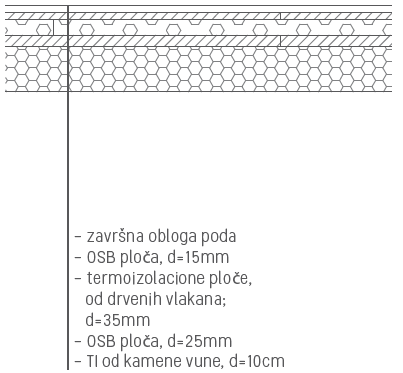 - završna obloga poda
- OSB ploča, d=15mm
- termoizolacione ploče,
od drvenih vlakana;
d=35mm
- OSB ploča, d=25mm
- TI od kamene vune, d=10cm